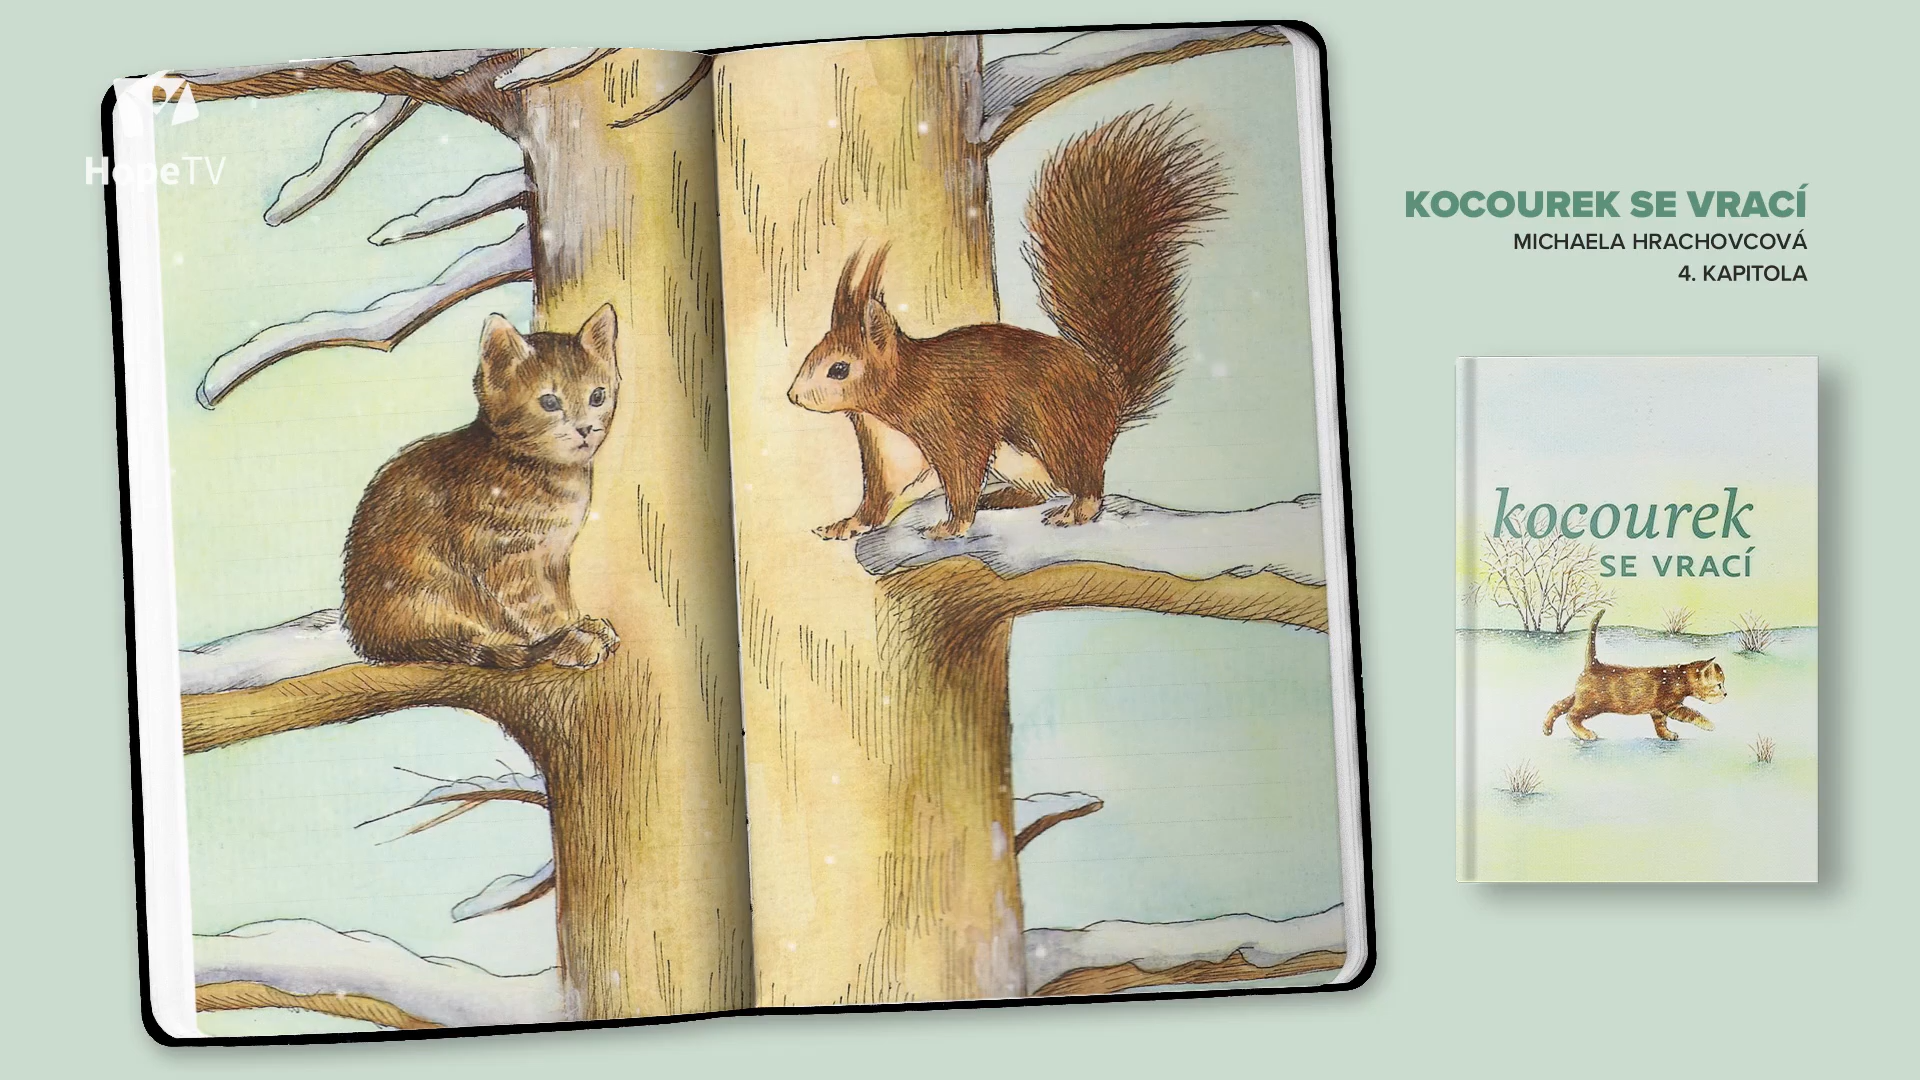 HopeTV
KOCOUREK SE VRACÍ
MICHAELA HRACHOVCOVÁ
4. KAPITOLA
kocourek
SE VRACÍ